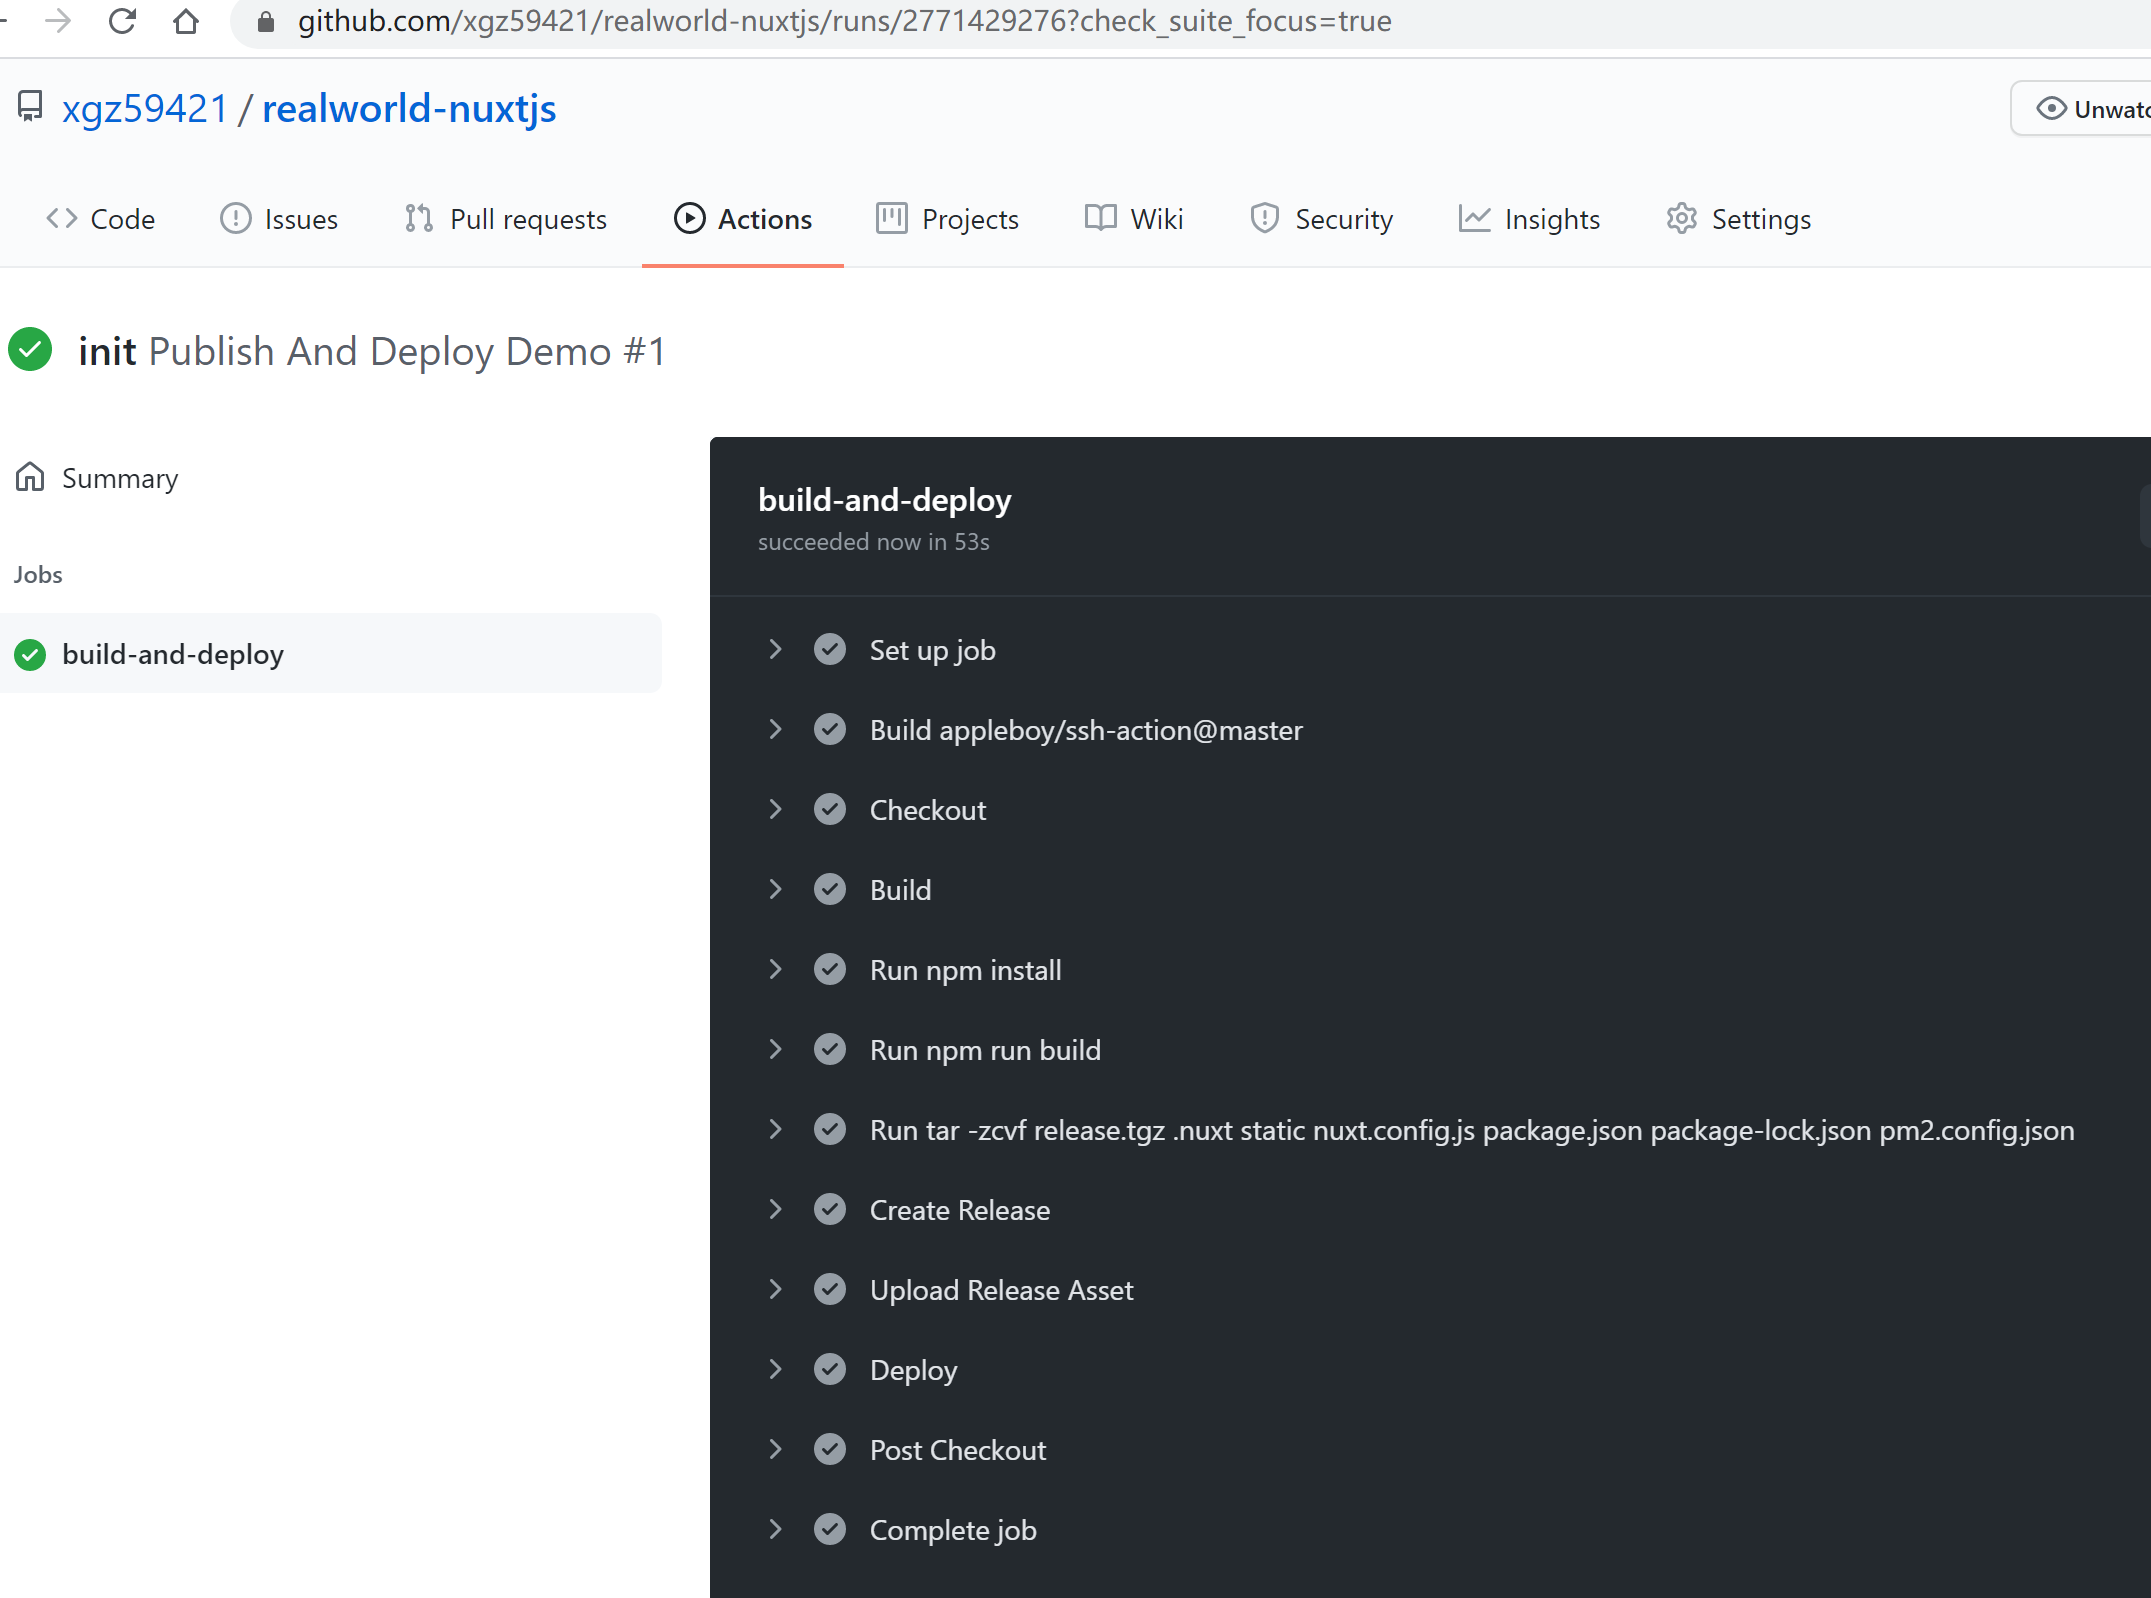 github.com/xgz59421/realworld-nuxtjs/runs/2771429276?check_suite_focus=true
xgz59421 / realworld-nuxtjs
Unwatc
Code Issues Pull requests Actions Projects Wiki Security Insights Settings
init Publish And Deploy Demo #1
Summary
Jobs
build-and-deploy
build-and-deploy
succeeded now in 53s
Set up job
Build appleboy/ssh-action@master
Checkout
Build
Run npm install
Run npm run build
Run tar -zcvf release.tgz .nuxt static nuxt.config.js package.json package-lock.json pm2.config.json
Create Release
Upload Release Asset
Deploy
Post Checkout
Complete job